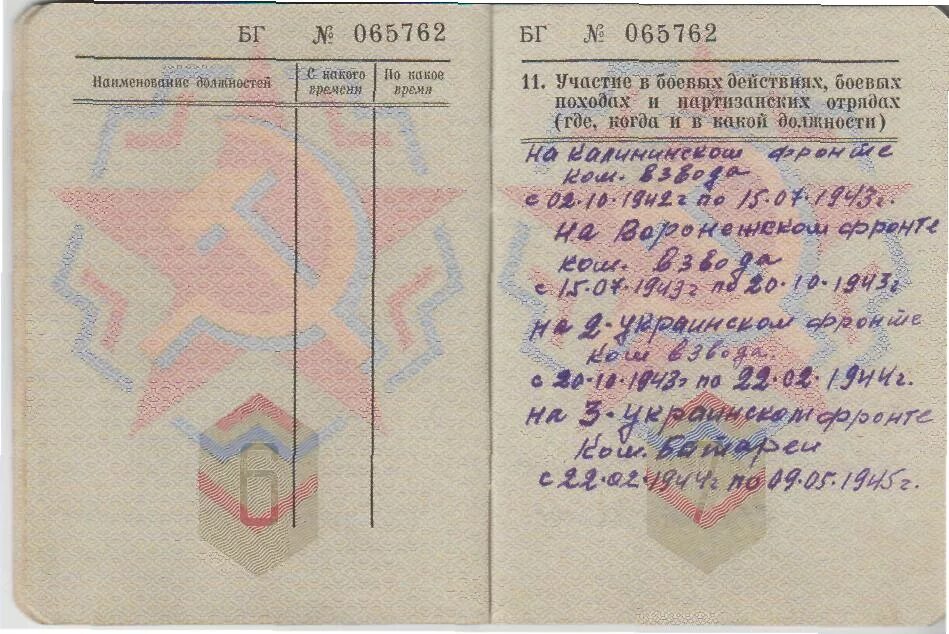 БГ № 065762
Наименование должностей
С какого времени
По какое время
6
БГ № 065762
11. Участие в боевых действиях, боевых
походах и партизанских отрядах
(где, когда и в какой должности)
на Калининском фронте
ком. взвода
с 02.10.1942г по 15.07.1943г.
на Воронежском фронте
ком. взвода
с 15.07.1943г по 20.10.1943г.
на 2-украинском фронте
ком взвода.
с 20.10.1943г по 22.02.1944г.
на 3-украинском фронте
Ком. батареи
с 22.02.1944г по 09.05.1945г.
7